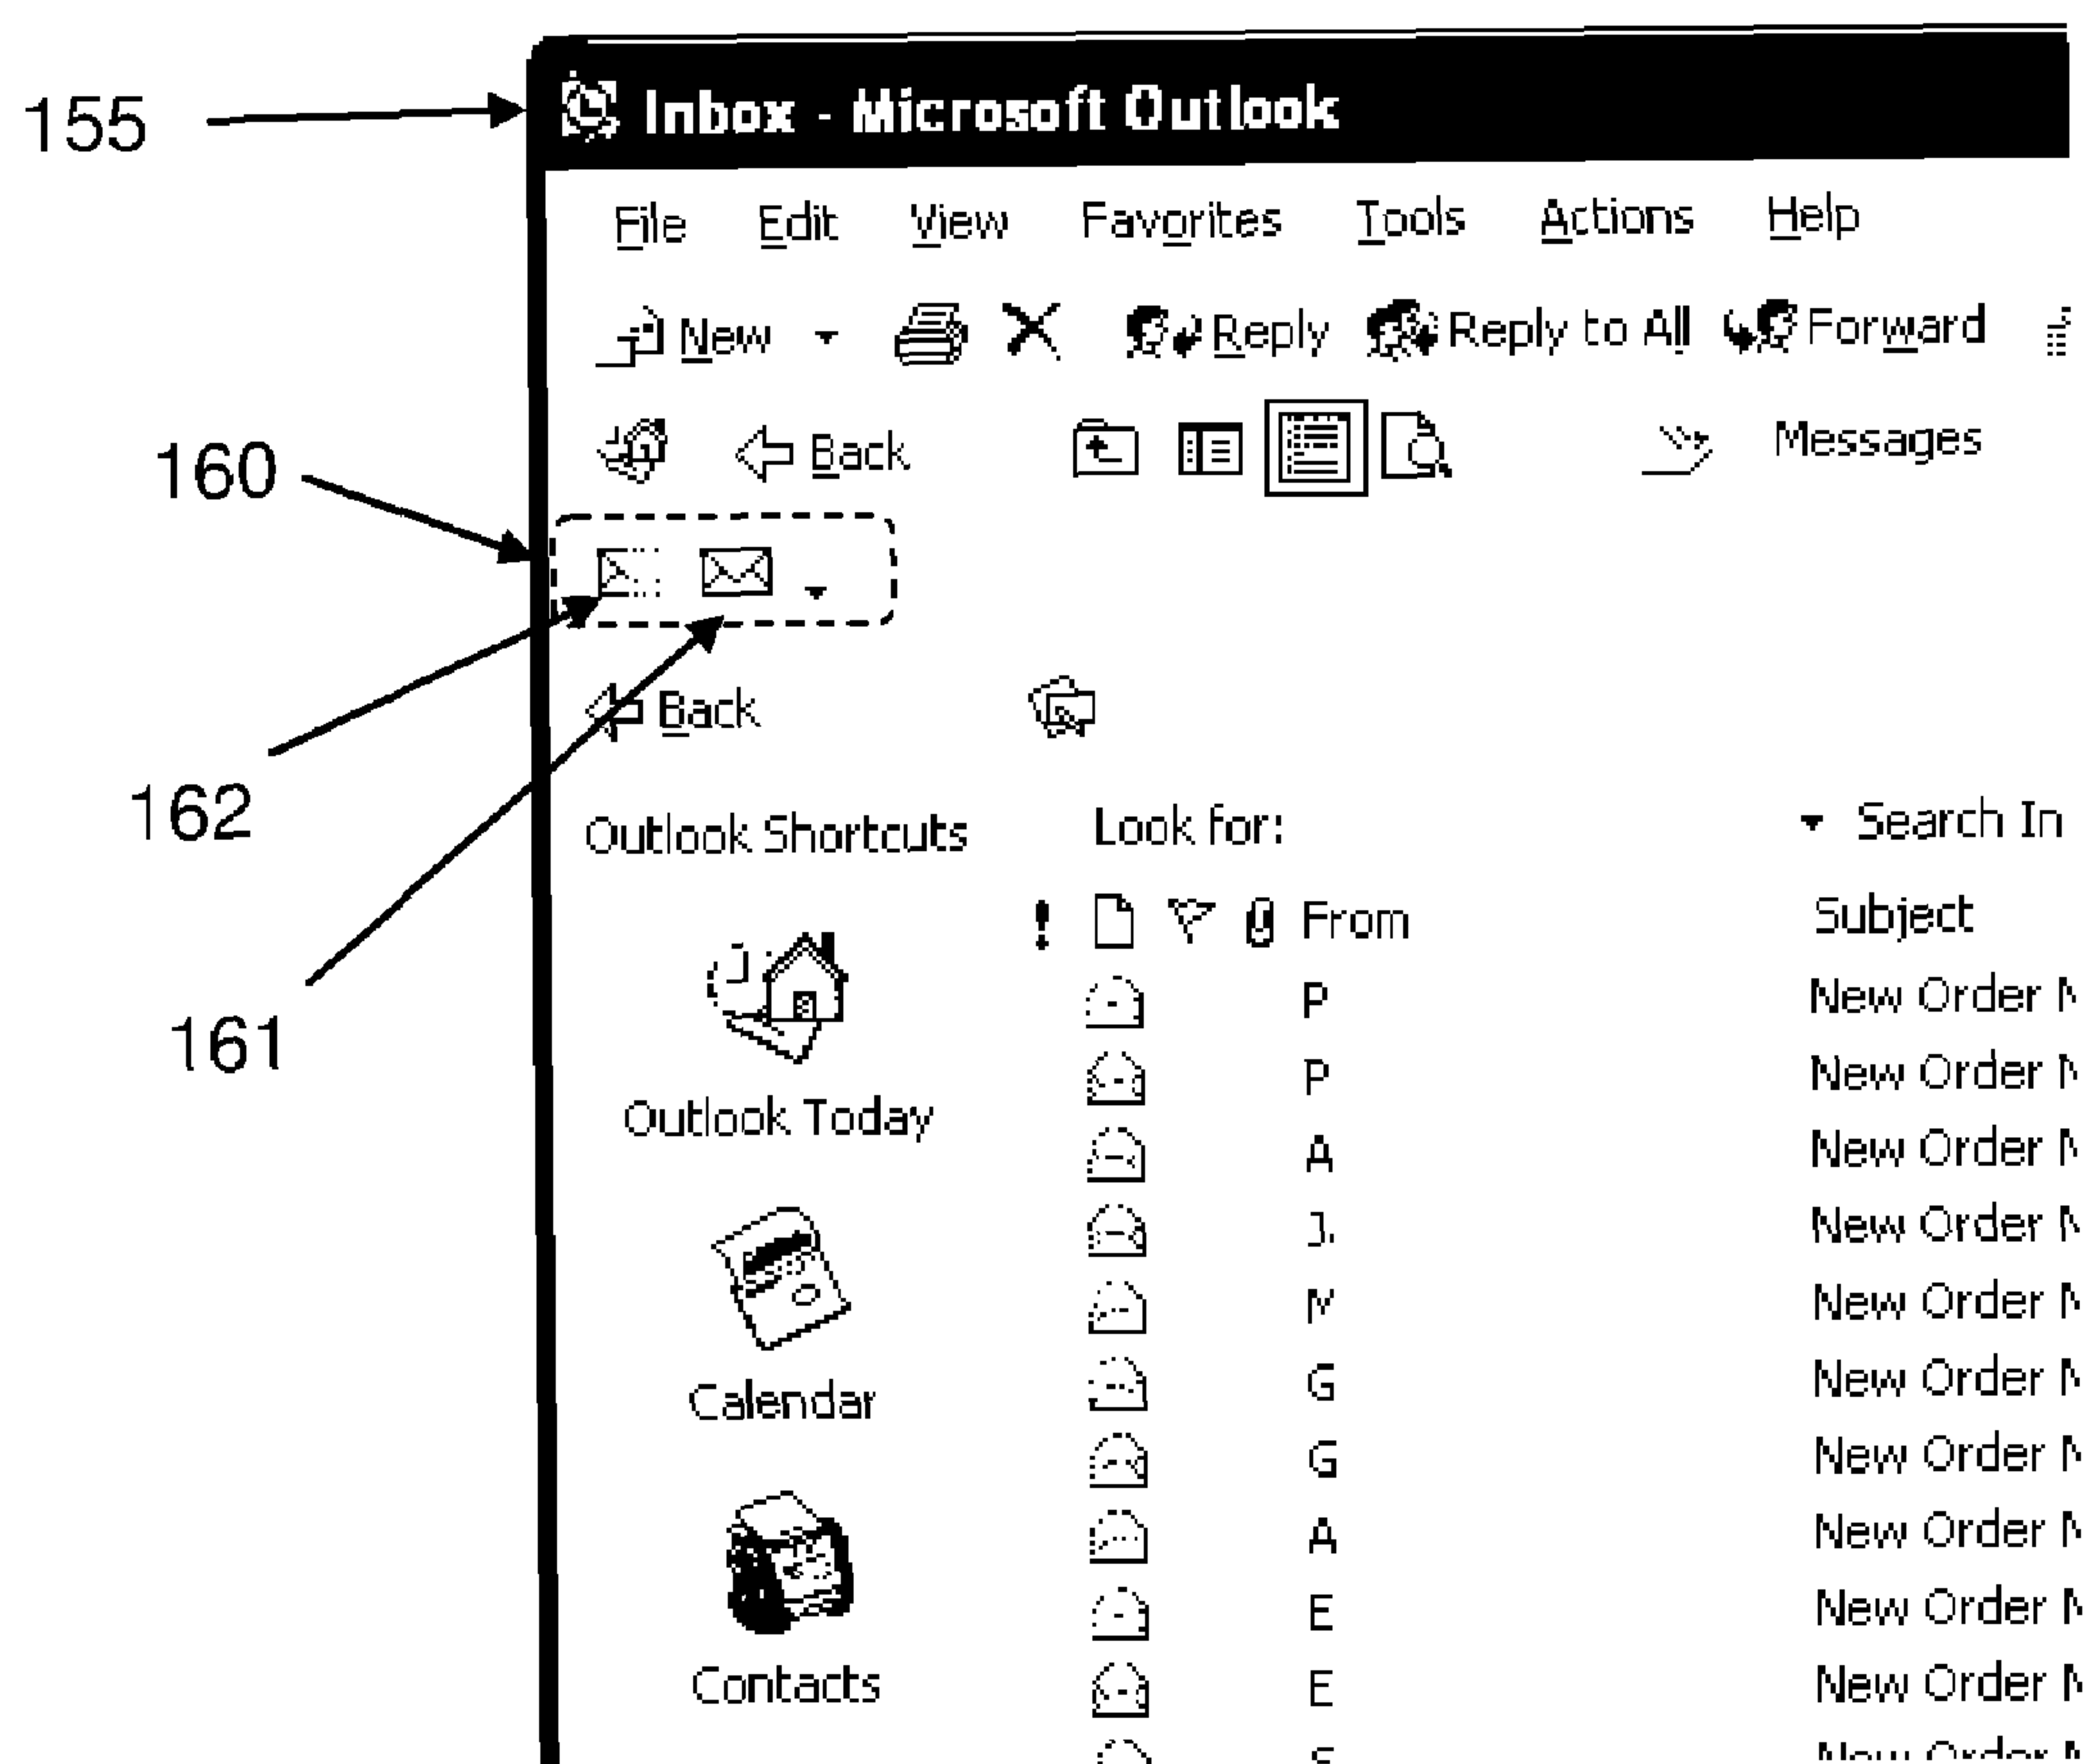 155
Inbox - Microsoft Outlook
File Edit View Favorites Tools Actions Help
New Reply Reply to All Forward
160
Back Messages
Back
162
Outlook Shortcuts Look for: Search In
! From Subject
P New Order
161
P New Order
Outlook Today
A New Order
New Order
M New Order
G New Order
Calendar
G New Order
A New Order
E New Order
Contacts
E New Order